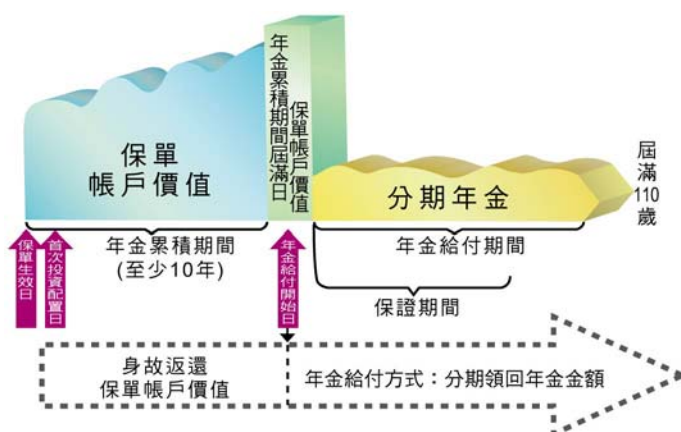 保單
帳戶價值
年金累積期間屆滿日
保單帳戶價值
分期年金
屆滿110歲
保單生效日
首次投資配置日
年金累積期間
(至少10年)
年金給付開始日
年金給付期間
保證期間
身故返還
保單帳戶價值
年金給付方式：分期領回年金金額